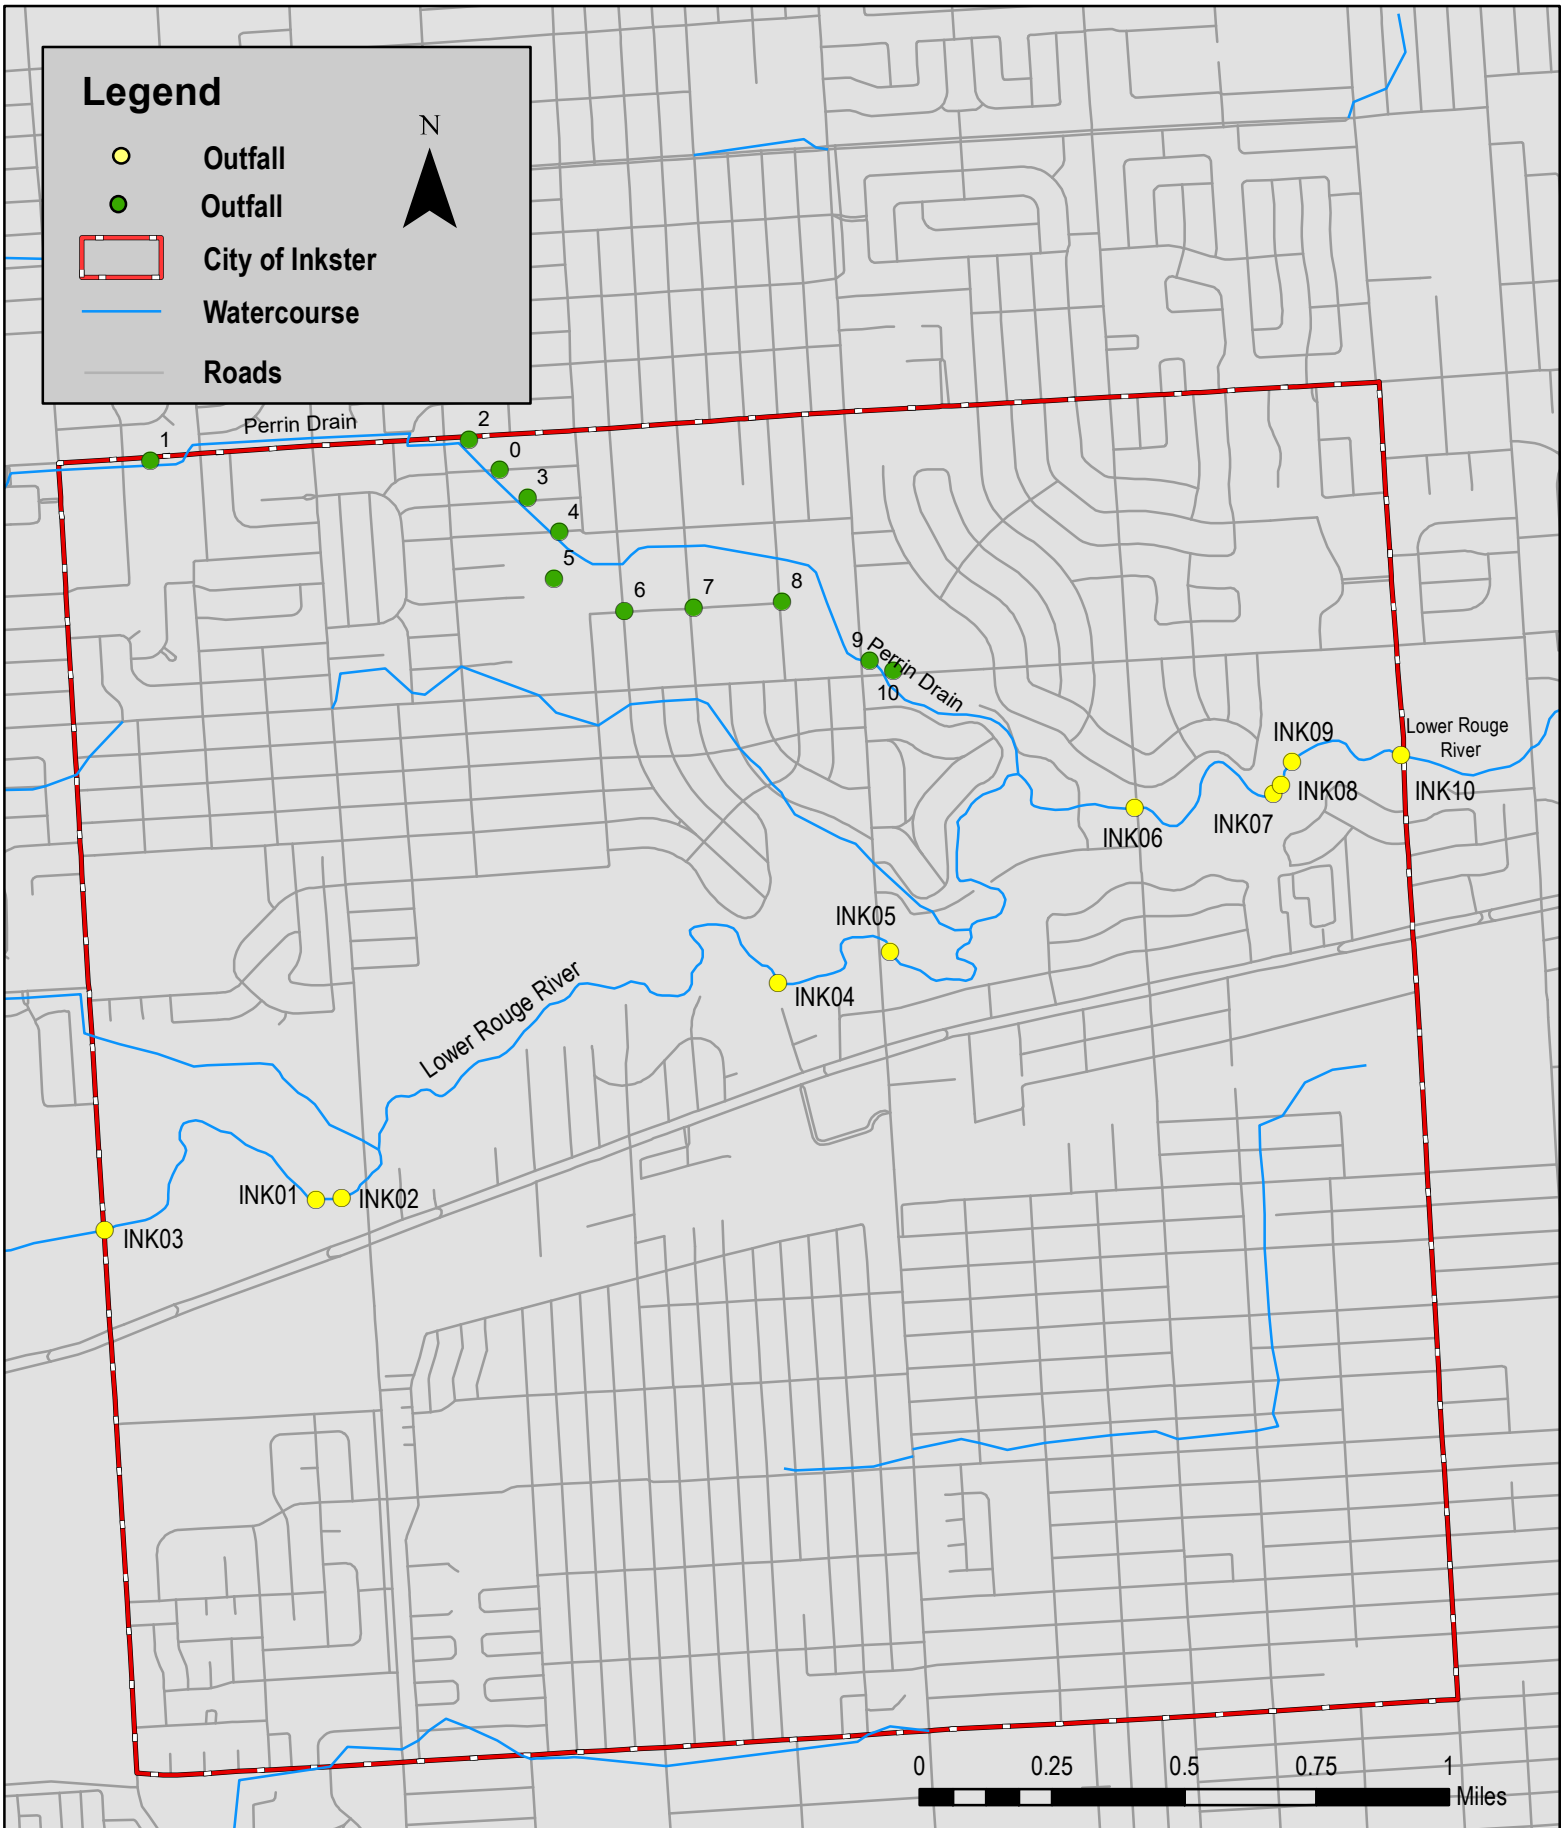 Legend
N
Outfall
Outfall
City of Inkster
Watercourse
Roads
Perrin Drain
1
2
0
3
4
5
6
7
8
9
Perrin Drain
10
Lower Rouge
River
INK09
INK08
INK10
INK07
INK06
INK05
INK04
Lower Rouge River
INK01
INK02
INK03
0 0.25 0.5 0.75 1
Miles